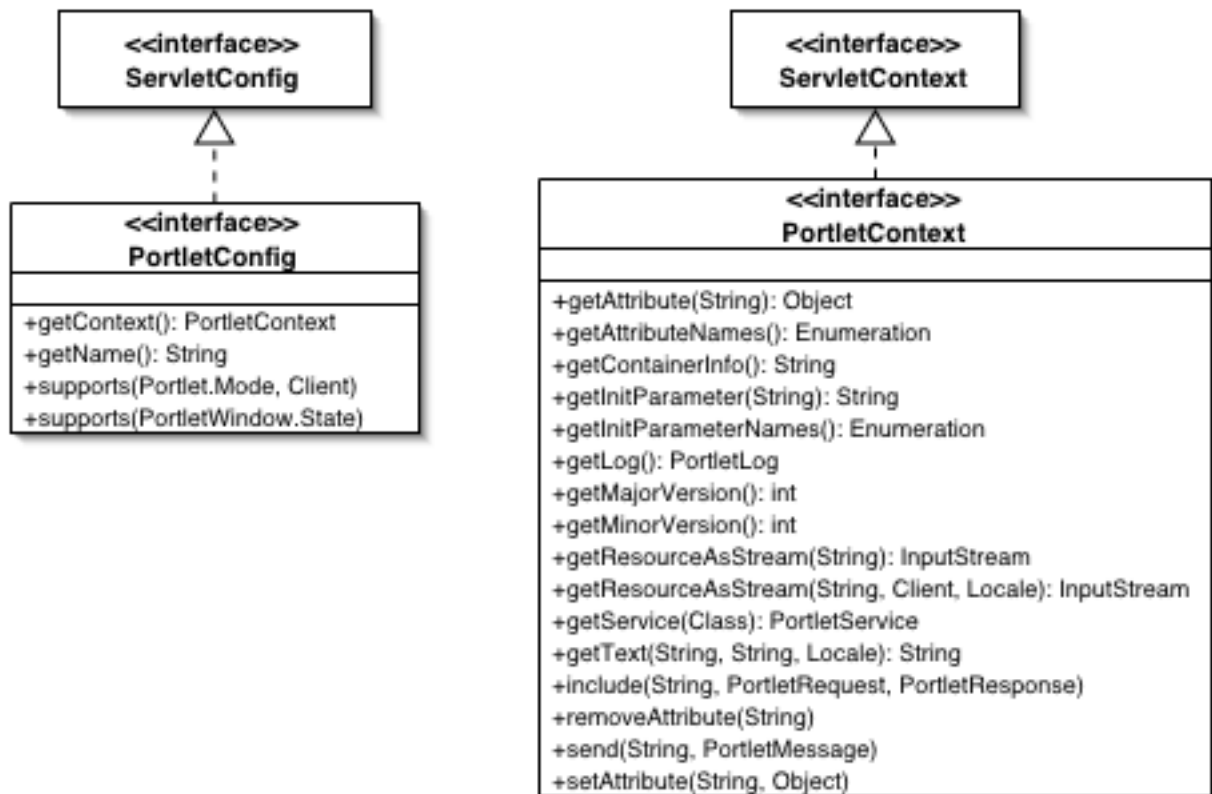 <<interface>>
ServletConfig
<<interface>>
PortletConfig
+getContext(): PortletContext
+getName(): String
+supports(Portlet.Mode, Client)
+supports(PortletWindow.State)
<<interface>>
ServletContext
<<interface>>
PortletContext
+getAttribute(String): Object
+getAttributeNames(): Enumeration
+getContainerInfo(): String
+getInitParameter(String): String
+getInitParameterNames(): Enumeration
+getLog(): PortletLog
+getMajorVersion(): int
+getMinorVersion(): int
+getResourceAsStream(String): InputStream
+getResourceAsStream(String, Client, Locale): InputStream
+getService(Class): PortletService
+getText(String, String, Locale): String
+include(String, PortletRequest, PortletResponse)
+removeAttribute(String)
+send(String, PortletMessage)
+setAttribute(String, Object)